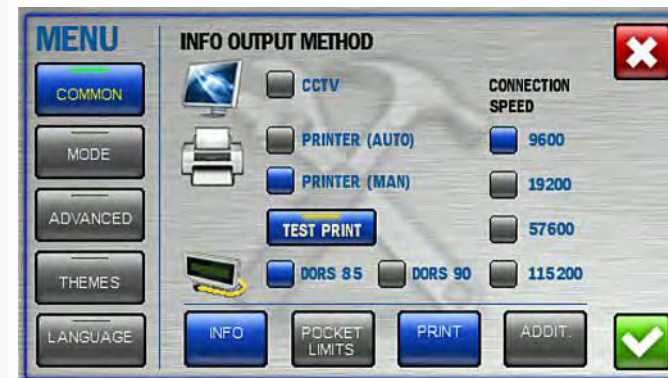 MENU
INFO OUTPUT METHOD
COMMON
MODE
ADVANCED
THEMES
LANGUAGE
CCTV
PRINTER (AUTO)
PRINTER (MAN)
TEST PRINT
DORS 85
DORS 90
CONNECTION
SPEED
9600
19200
57600
115200
INFO
POCKET
LIMITS
PRINT
ADDIT.